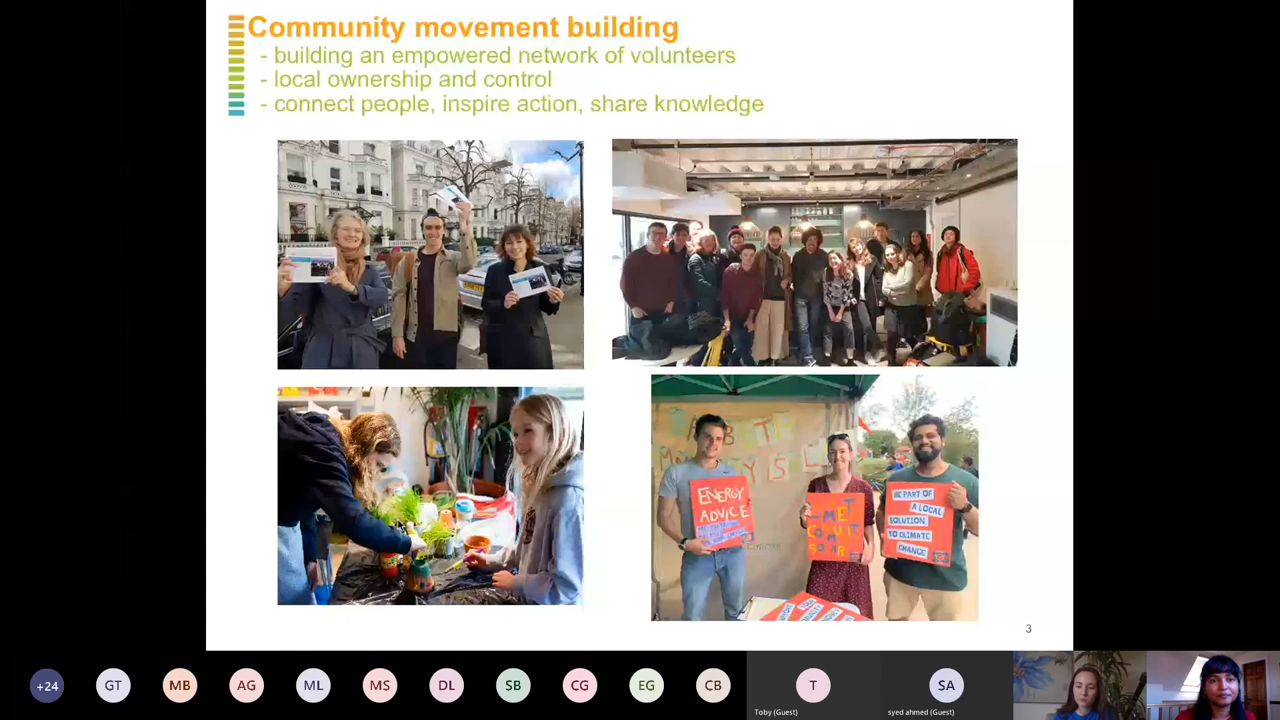 Community movement building
- building an empowered network of volunteers
- local ownership and control
- connect people, inspire action, share knowledge
ENERGY
ADVICE
BE PART OF
A LOCAL
SOLUTION
TO CLIMATE
CHANGE
3
+24
GT
MB
AG
ML
MS
DL
SB
CG
EG
CB
T
SA
Toby (Guest)
syed ahmed (Guest)